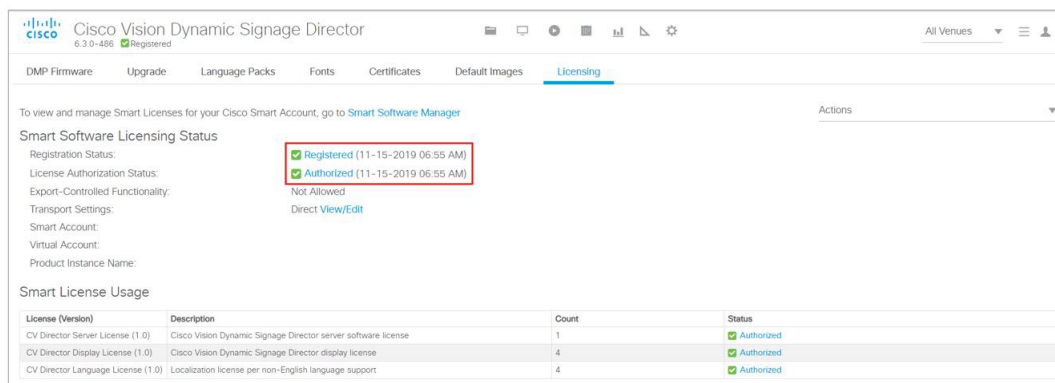 CISCO
Cisco Vision Dynamic Signage Director
6.3.0-486 Registered
All Venues
DMP Firmware Upgrade Language Packs Fonts Certificates Default Images Licensing
To view and manage Smart Licenses for your Cisco Smart Account, go to Smart Software Manager
Actions
Smart Software Licensing Status
Registration Status: Registered (11-15-2019 06:55 AM)
License Authorization Status: Authorized (11-15-2019 06:55 AM)
Export-Controlled Functionality: Not Allowed
Transport Settings: Direct View/Edit
Smart Account:
Virtual Account:
Product Instance Name:
Smart License Usage
License (Version) Description Count Status
CV Director Server License (1.0) Cisco Vision Dynamic Signage Director server software license 1 Authorized
CV Director Display License (1.0) Cisco Vision Dynamic Signage Director display license 4 Authorized
CV Director Language License (1.0) Localization license per non-English language support 4 Authorized